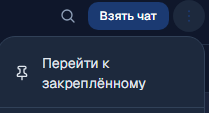 Взять чат
Перейти к
закреплённому